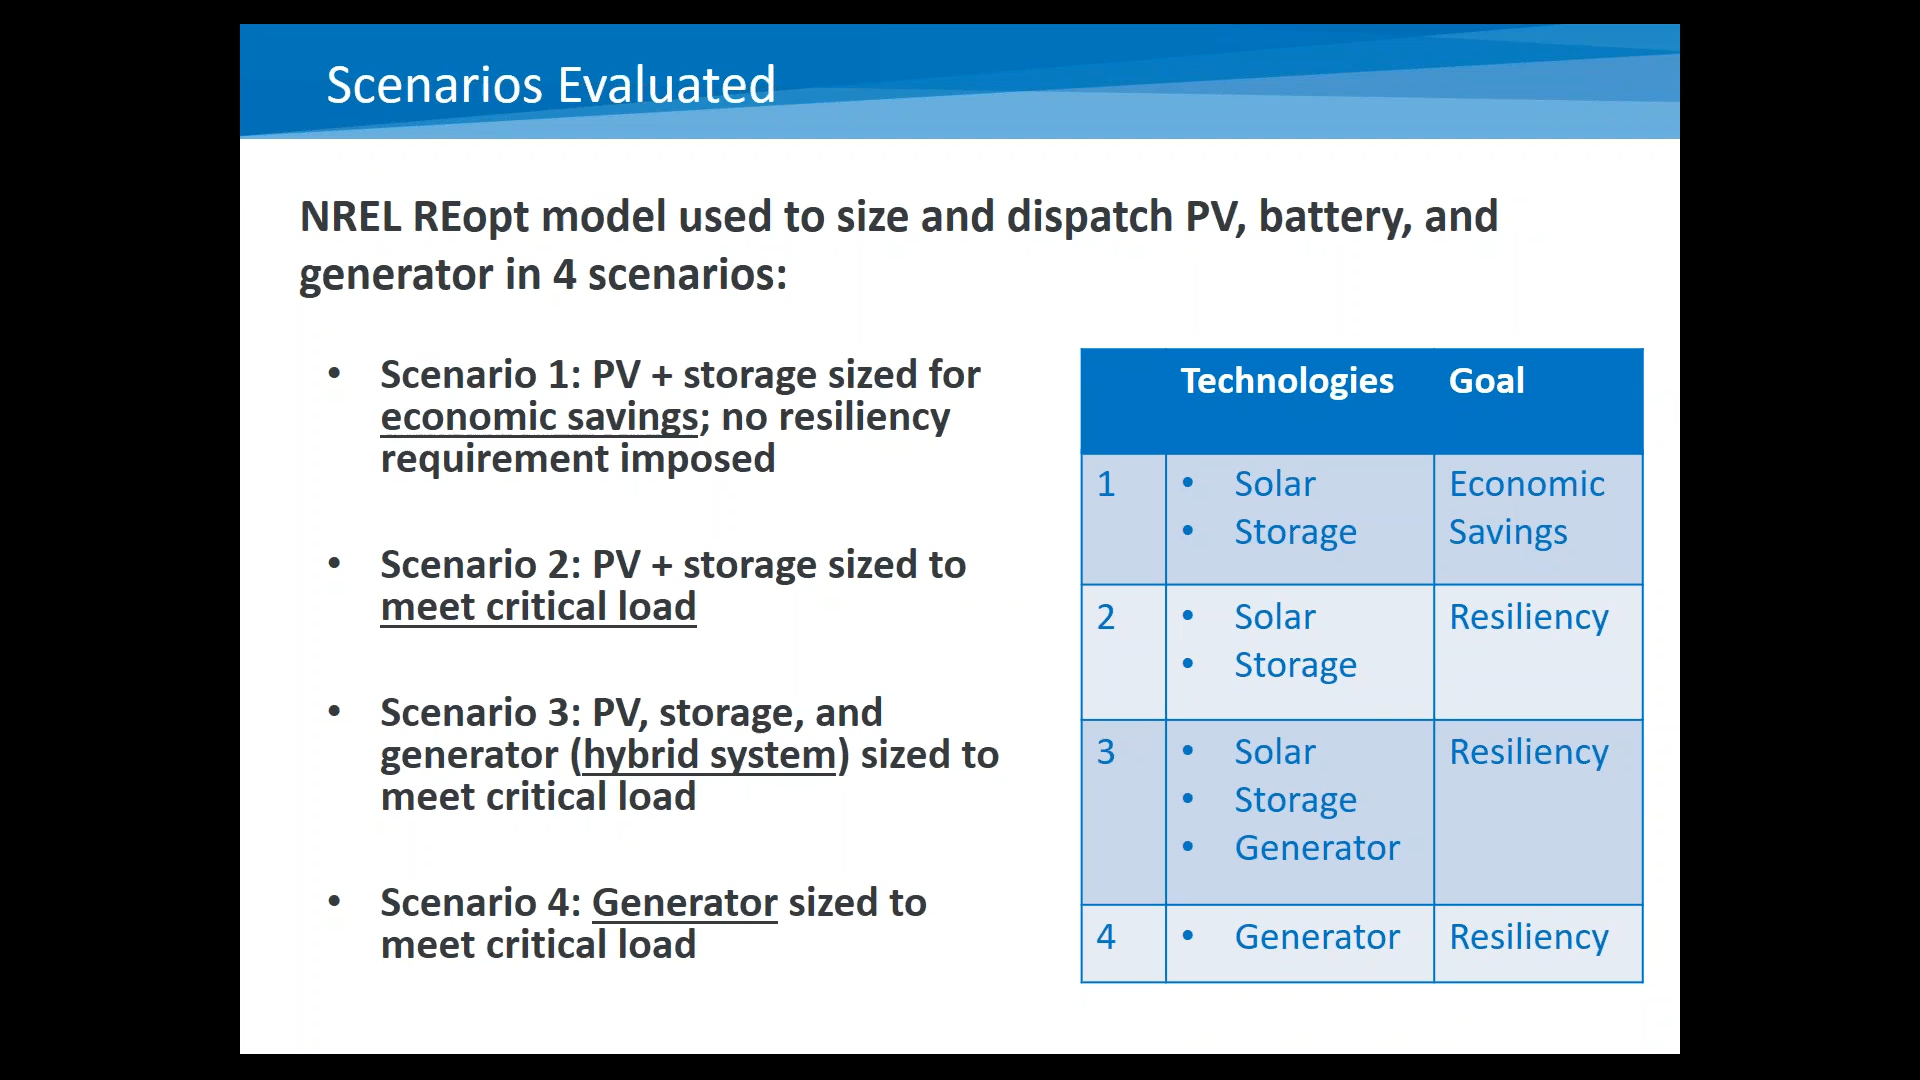 Scenarios Evaluated
NREL REopt model used to size and dispatch PV, battery, and
generator in 4 scenarios:
• Scenario 1: PV + storage sized for
economic savings; no resiliency
requirement imposed
• Scenario 2: PV + storage sized to
meet critical load
• Scenario 3: PV, storage, and
generator (hybrid system) sized to
meet critical load
• Scenario 4: Generator sized to
meet critical load
Technologies Goal
1 • Solar Economic
• Storage Savings
2 • Solar Resiliency
• Storage
3 • Solar Resiliency
• Storage
• Generator
4 • Generator Resiliency